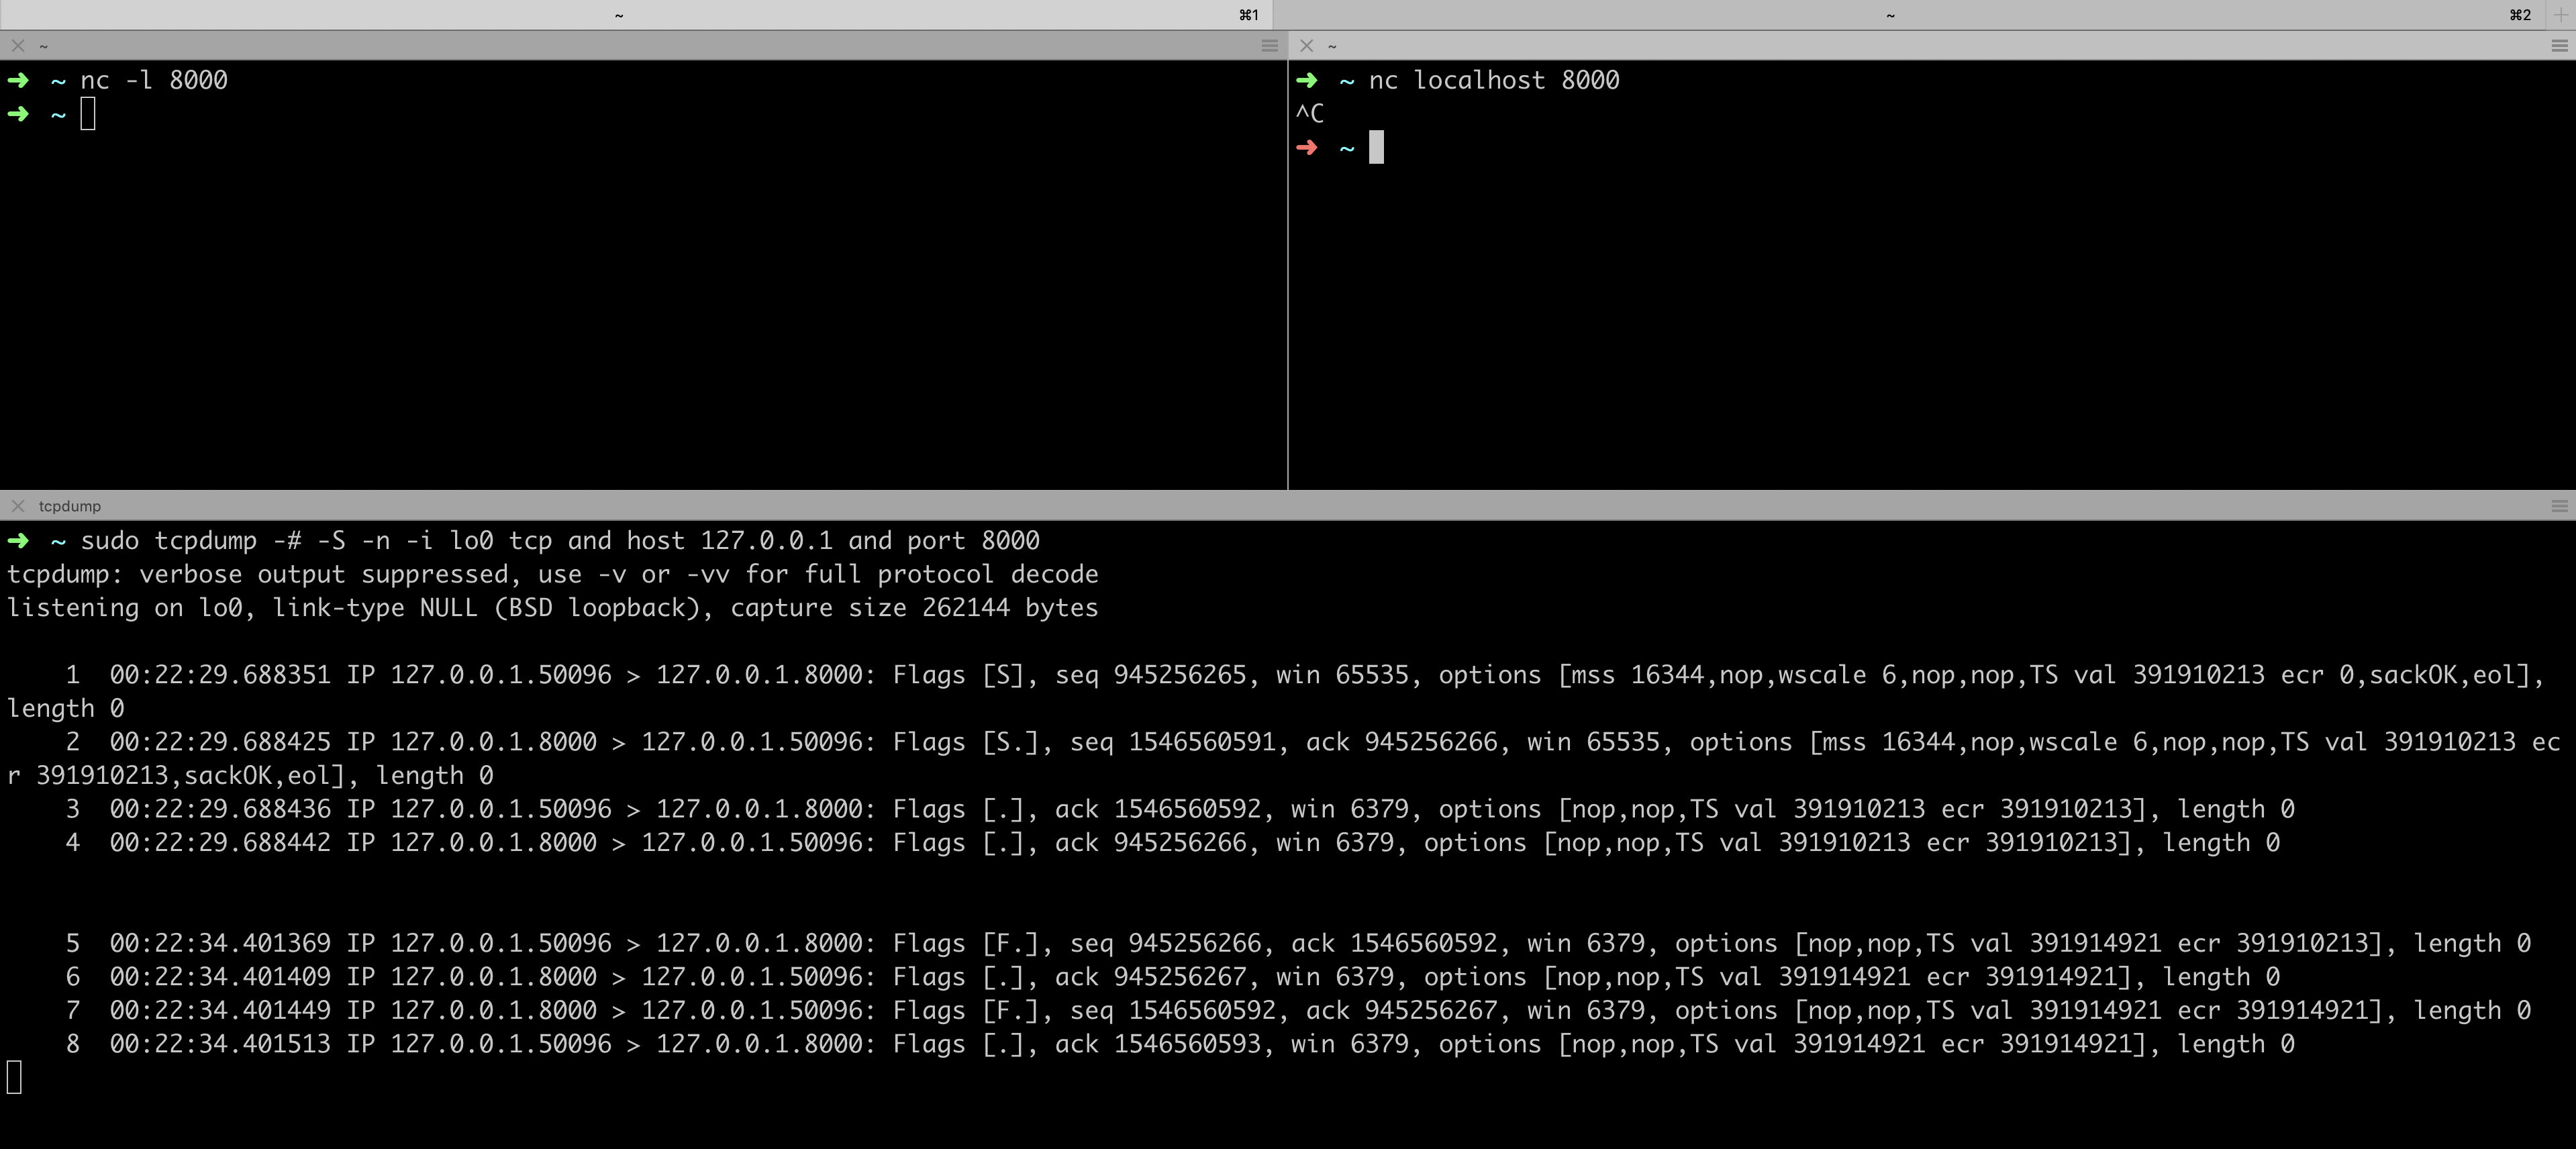 ~ ⌘1 ~ ⌘2
~
➜ ~ nc -l 8000
➜ ~
~
➜ ~ nc localhost 8000
^C
➜ ~
tcpdump
➜ ~ sudo tcpdump -# -S -n -i lo0 tcp and host 127.0.0.1 and port 8000
tcpdump: verbose output suppressed, use -v or -vv for full protocol decode
listening on lo0, link-type NULL (BSD loopback), capture size 262144 bytes
1 00:22:29.688351 IP 127.0.0.1.50096 > 127.0.0.1.8000: Flags [S], seq 945256265, win 65535, options [mss 16344,nop,wscale 6,nop,nop,TS val 391910213 ecr 0,sackOK,eol],
length 0
2 00:22:29.688425 IP 127.0.0.1.8000 > 127.0.0.1.50096: Flags [S.], seq 1546560591, ack 945256266, win 65535, options [mss 16344,nop,wscale 6,nop,nop,TS val 391910213 ec
r 391910213,sackOK,eol], length 0
3 00:22:29.688436 IP 127.0.0.1.50096 > 127.0.0.1.8000: Flags [.], ack 1546560592, win 6379, options [nop,nop,TS val 391910213 ecr 391910213], length 0
4 00:22:29.688442 IP 127.0.0.1.8000 > 127.0.0.1.50096: Flags [.], ack 945256266, win 6379, options [nop,nop,TS val 391910213 ecr 391910213], length 0
5 00:22:34.401369 IP 127.0.0.1.50096 > 127.0.0.1.8000: Flags [F.], seq 945256266, ack 1546560592, win 6379, options [nop,nop,TS val 391914921 ecr 391910213], length 0
6 00:22:34.401409 IP 127.0.0.1.8000 > 127.0.0.1.50096: Flags [.], ack 945256267, win 6379, options [nop,nop,TS val 391914921 ecr 391914921], length 0
7 00:22:34.401449 IP 127.0.0.1.8000 > 127.0.0.1.50096: Flags [F.], seq 1546560592, ack 945256267, win 6379, options [nop,nop,TS val 391914921 ecr 391914921], length 0
8 00:22:34.401513 IP 127.0.0.1.50096 > 127.0.0.1.8000: Flags [.], ack 1546560593, win 6379, options [nop,nop,TS val 391914921 ecr 391914921], length 0